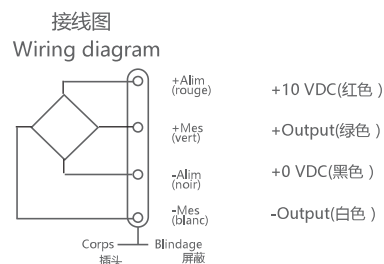 接线图
Wiring diagram
+Alim
(rouge)
+10 VDC(红色 )
+Mes
(vert)
+Output(绿色 )
-Alim
(noir)
+0 VDC(黑色 )
-Mes
(blanc)
-Output(白色 )
Corps
Blindage
插头
屏蔽